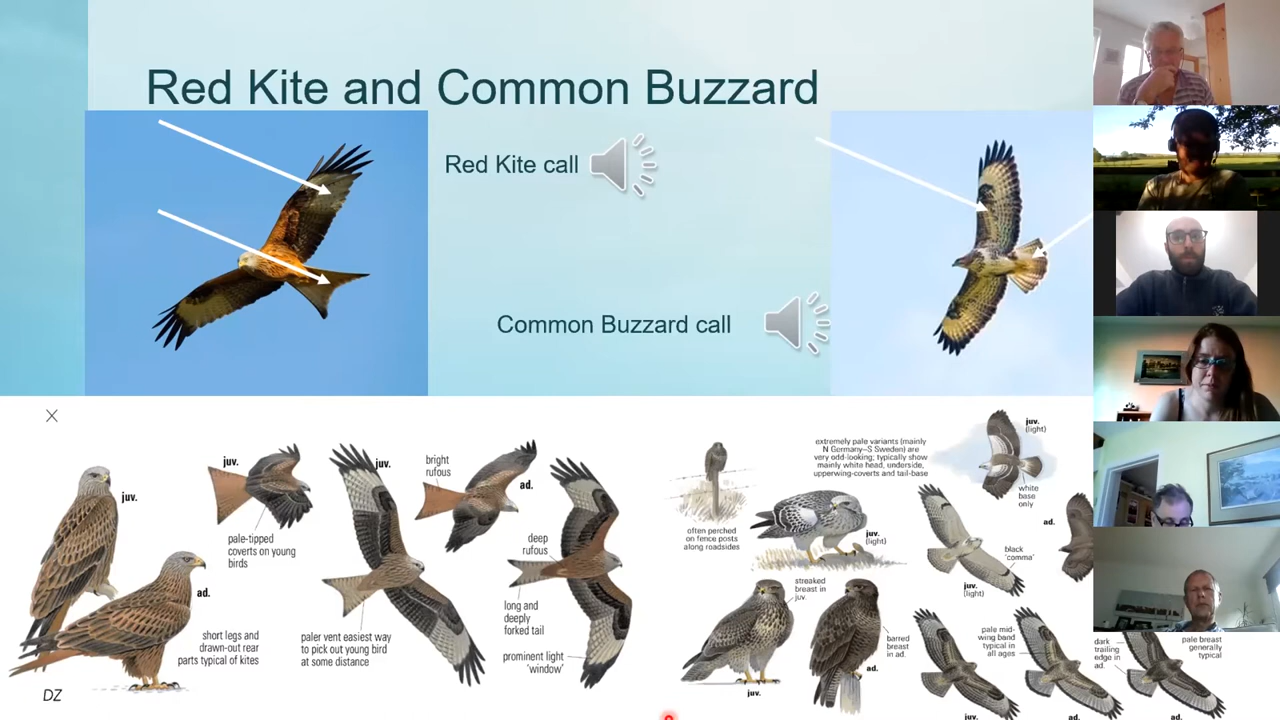 Red Kite and Common Buzzard
Red Kite call
Common Buzzard call
juv.
juv.
pale-tipped
coverts on young
birds
juv.
bright
rufous
ad.
ad.
short legs and
drawn-out rear
parts typical of kites
paler vent easiest way
to pick out young bird
at some distance
deep
rufous
long and
deeply
forked tail
prominent light
'window'
DZ
often perched
on fence posts
along roadsides
extremely pale variants (mainly
N Germany–S Sweden) are
very odd-looking; typically show
mainly white head, underside,
upperwing-coverts and tail-base
juv.
(light)
juv.
(light)
white
base
only
ad.
black
'comma'
juv.
(light)
streaked
breast in
juv.
barred
breast
in ad.
ad.
juv.
pale mid-
wing band
typical in
all ages
dark
trailing
edge in
ad.
pale breast
generally
typical
juv.
ad.
ad.